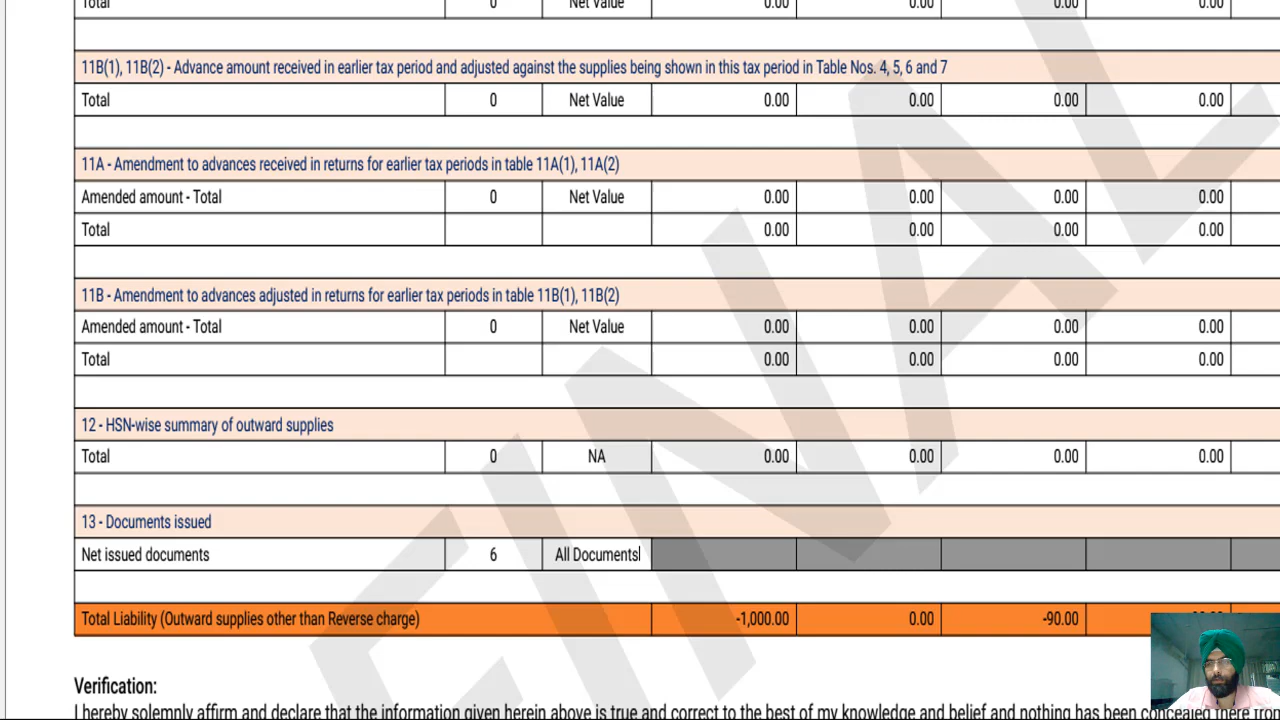 Total 0 Net Value 0.00 0.00 0.00 0.00
11B(1), 11B(2) - Advance amount received in earlier tax period and adjusted against the supplies being shown in this tax period in Table Nos. 4, 5, 6 and 7
Total 0 Net Value 0.00 0.00 0.00 0.00
11A - Amendment to advances received in returns for earlier tax periods in table 11A(1), 11A(2)
Amended amount - Total 0 Net Value 0.00 0.00 0.00 0.00
Total 0.00 0.00 0.00 0.00
11B - Amendment to advances adjusted in returns for earlier tax periods in table 11B(1), 11B(2)
Amended amount - Total 0 Net Value 0.00 0.00 0.00 0.00
Total 0.00 0.00 0.00 0.00
12 - HSN-wise summary of outward supplies
Total 0 NA 0.00 0.00 0.00 0.00
13 - Documents issued
Net issued documents 6 All Documents
Total Liability (Outward supplies other than Reverse charge) -1,000.00 0.00 -90.00
Verification:
I hereby solemnly affirm and declare that the information given herein above is true and correct to the best of my knowledge and belief and nothing has been concealed there from
FINAL